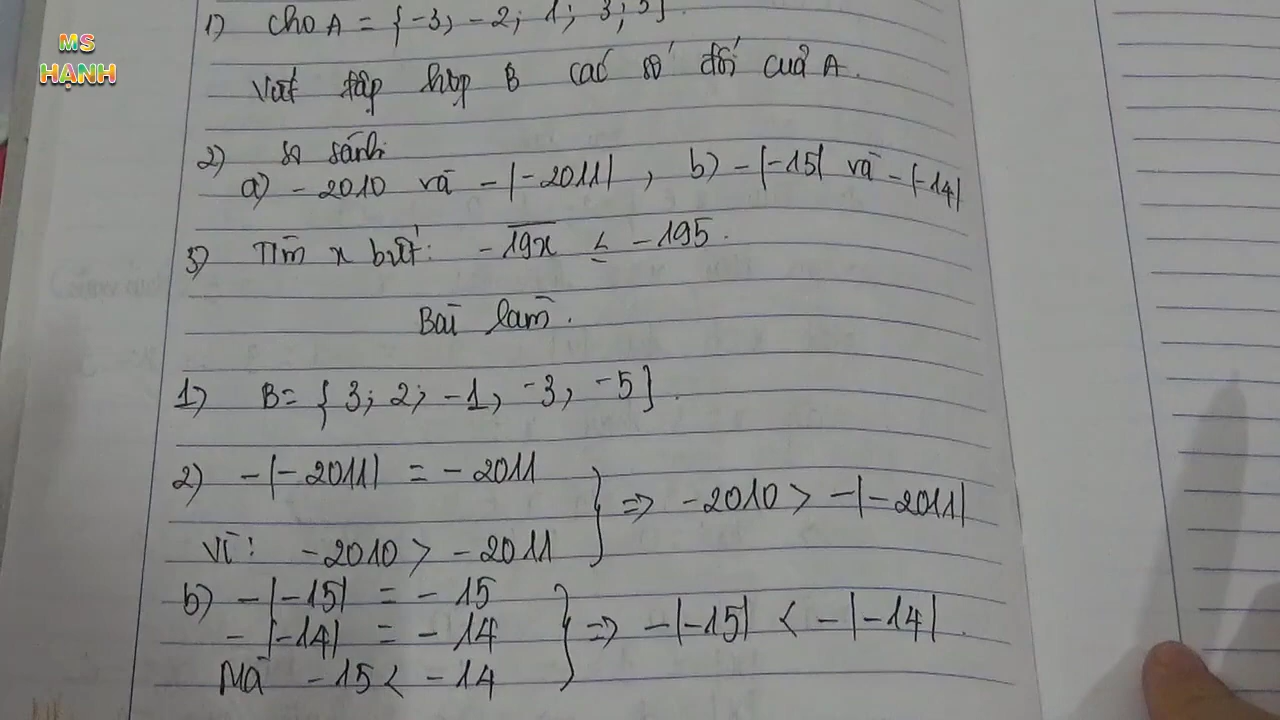 MS
HẠNH
1) Cho A = {-3; -2; 1; 3; 5}.
Viết tập hợp B các số đối của A.
2) So sánh
a) - 2010 và - |-2011| , b) - |-15| và - |-14|
3) Tìm x biết: - \overline{19x} ≤ - 195.
Bài làm.
1) B = { 3; 2; -1, -3, -5}.
2) - |-2011| = - 2011
Vì: - 2010 > - 2011
} => - 2010 > - |-2011|
b) - |-15| = - 15
- |-14| = - 14
Mà - 15 < - 14
} => - |-15| < - |-14|.